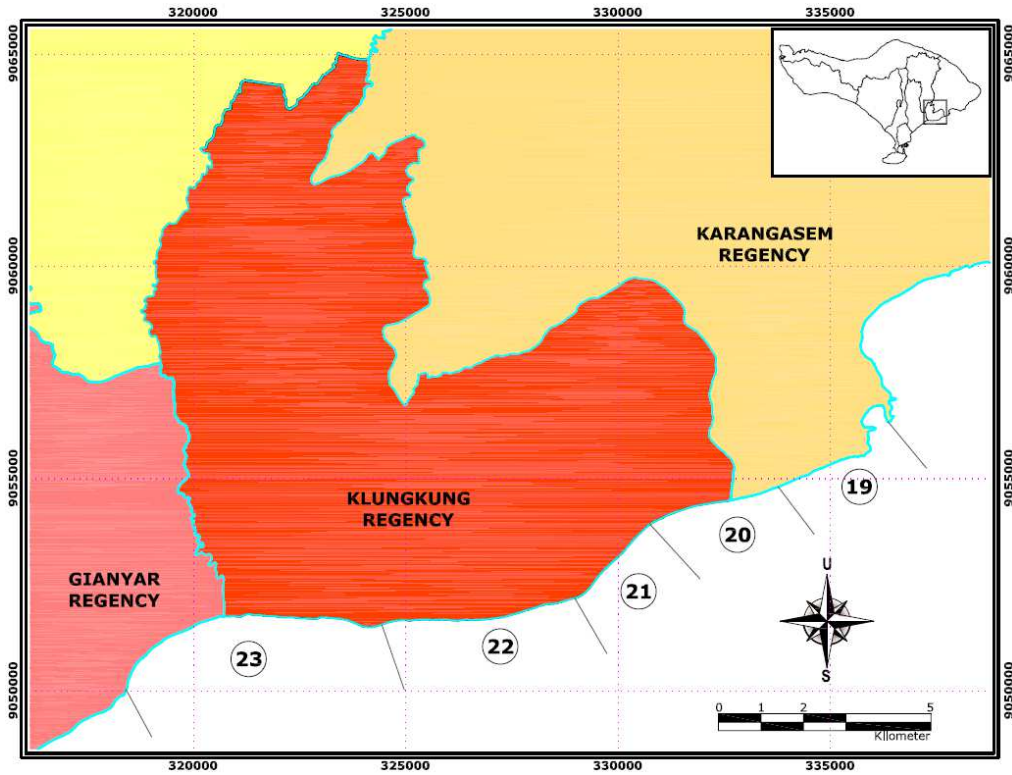 320000 325000 330000 335000
9065000 9065000
KARANGASEM
REGENCY
9060000 9060000
9055000 9055000
KLUNGKUNG
REGENCY
19
20
GIANYAR
REGENCY
21
22
23
U
S
9050000 9050000
0 1 2 5
KIlometer
320000 325000 330000 335000